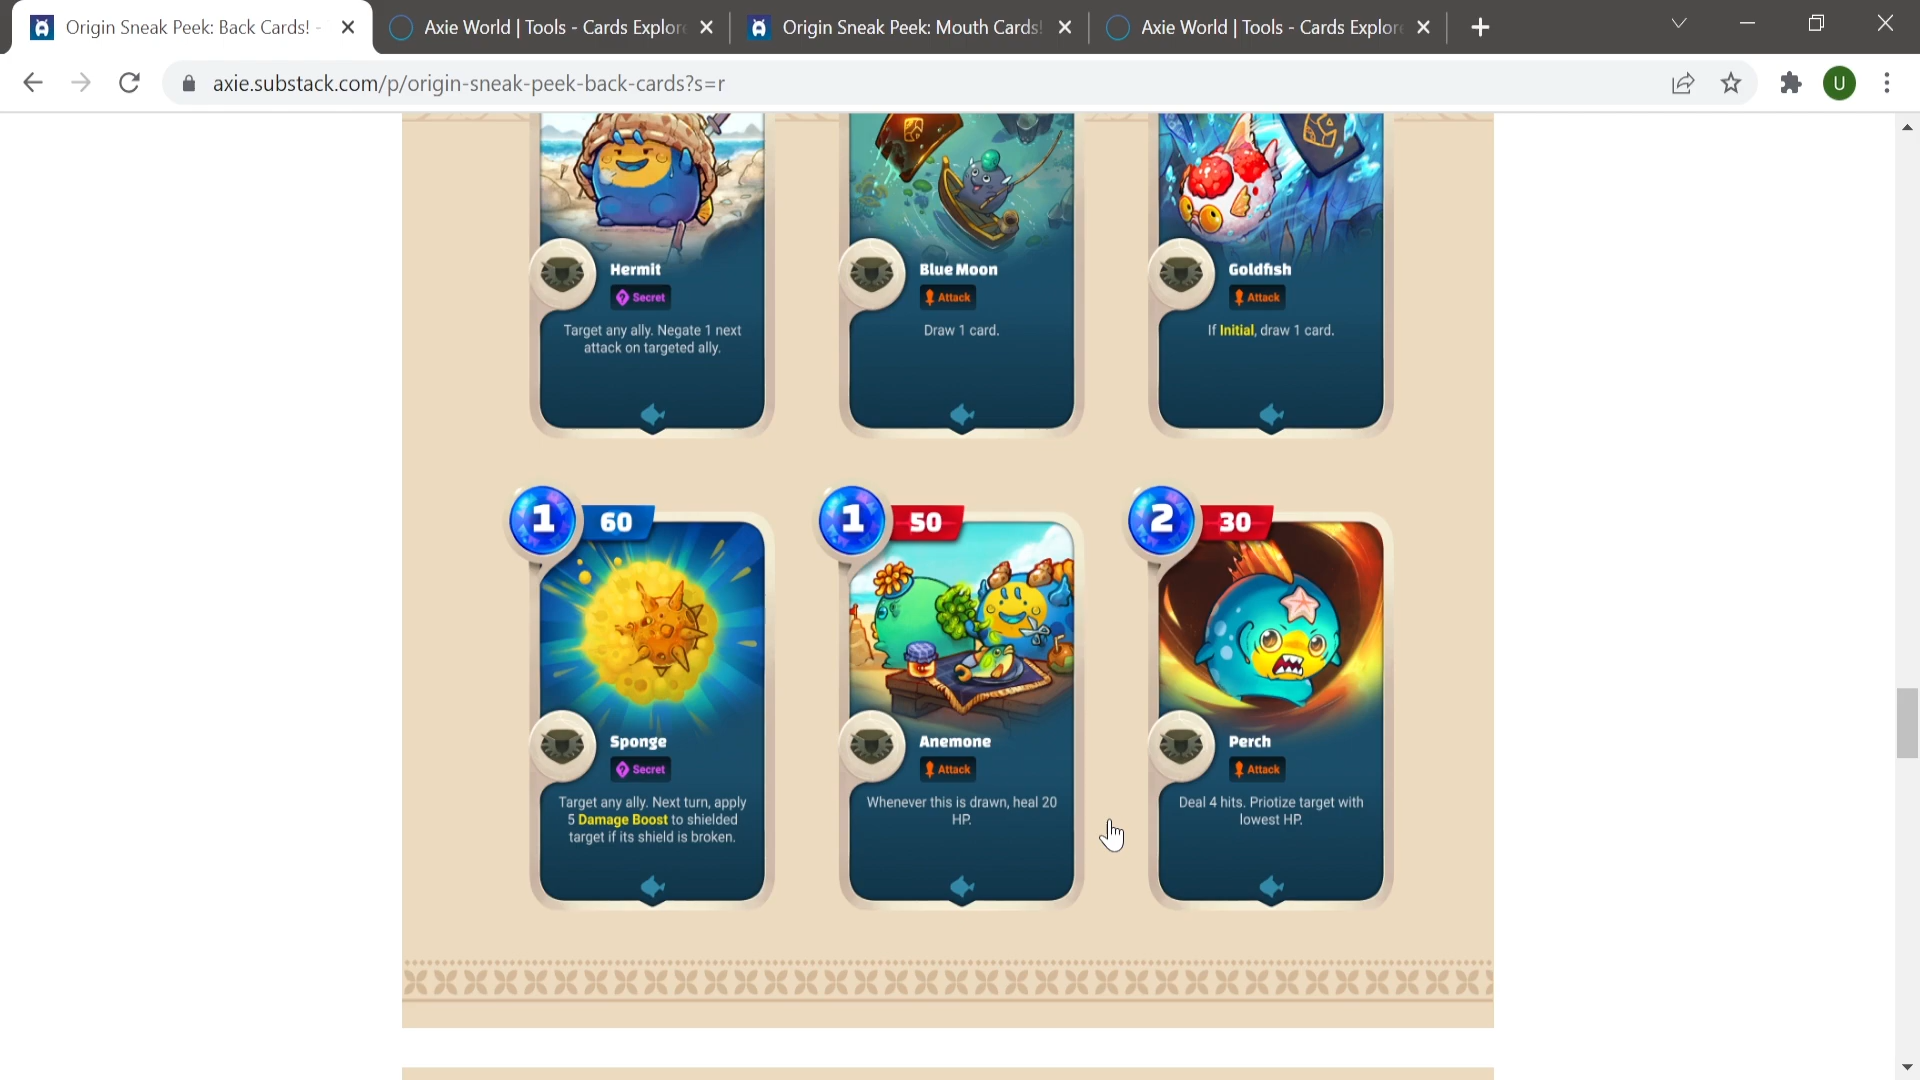 Origin Sneak Peek: Back Cards! -
Axie World | Tools - Cards Explore
Origin Sneak Peek: Mouth Cards!
Axie World | Tools - Cards Explore
axie.substack.com/p/origin-sneak-peek-back-cards?s=r
U
Hermit
Secret
Target any ally. Negate 1 next
attack on targeted ally.
Blue Moon
Attack
Draw 1 card.
Goldfish
Attack
If Initial, draw 1 card.
1 60
Sponge
Secret
Target any ally. Next turn, apply
5 Damage Boost to shielded
target if its shield is broken.
1 50
Anemone
Attack
Whenever this is drawn, heal 20
HP.
2 30
Perch
Attack
Deal 4 hits. Priotize target with
lowest HP.